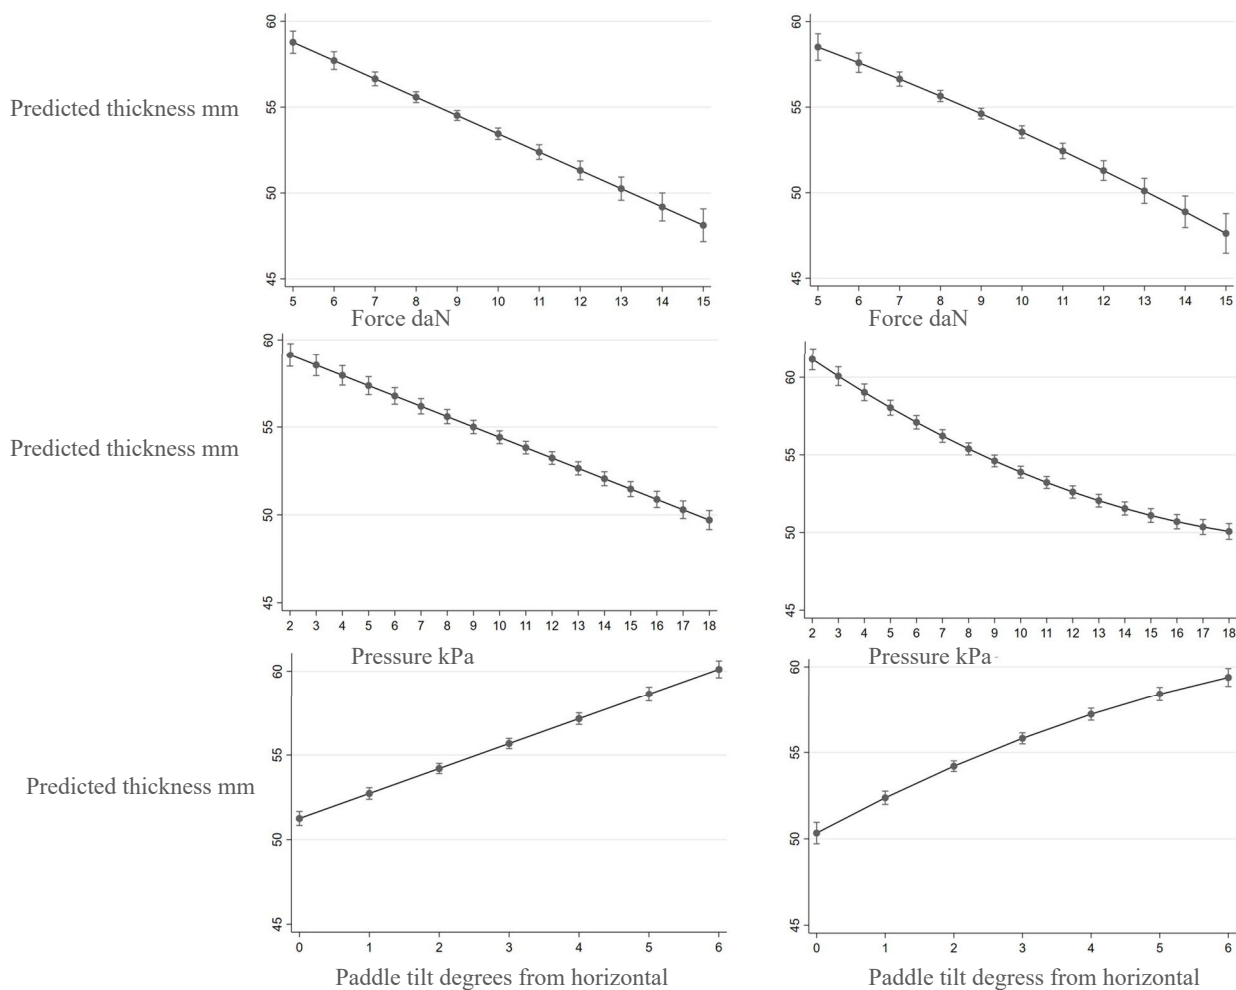 60
55
50
45
Predicted thickness mm
5 6 7 8 9 10 11 12 13 14 15
Force daN
60
55
50
45
5 6 7 8 9 10 11 12 13 14 15
Force daN
60
55
50
45
Predicted thickness mm
2 3 4 5 6 7 8 9 10 11 12 13 14 15 16 17 18
Pressure kPa
60
55
50
45
2 3 4 5 6 7 8 9 10 11 12 13 14 15 16 17 18
Pressure kPa
60
55
50
45
Predicted thickness mm
0 1 2 3 4 5 6
Paddle tilt degrees from horizontal
60
55
50
45
0 1 2 3 4 5 6
Paddle tilt degress from horizontal